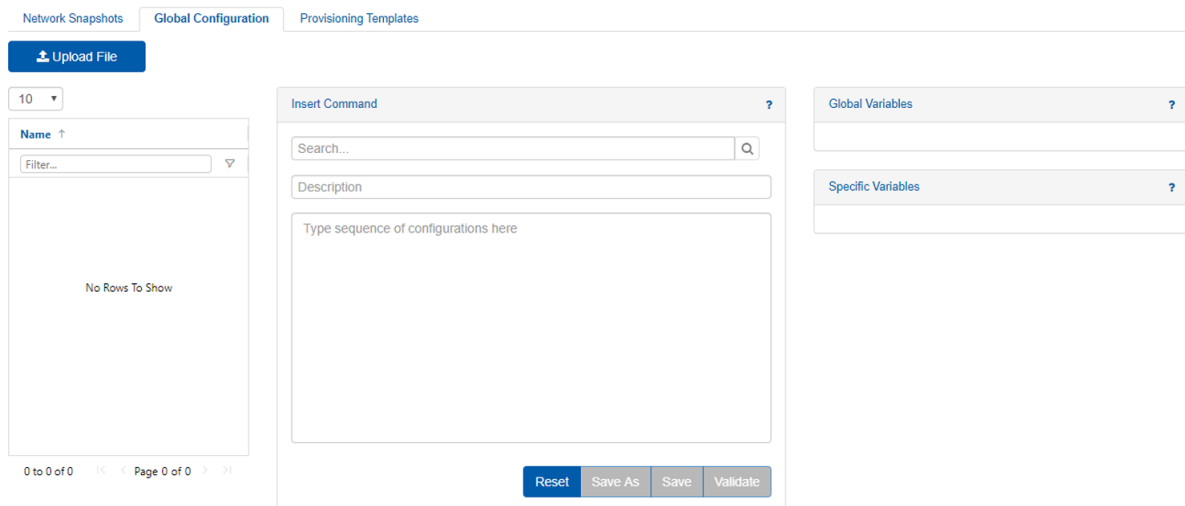 Network Snapshots
Global Configuration
Provisioning Templates
Upload File
10
Name
Filter...
No Rows To Show
0 to 0 of 0
Page 0 of 0
Insert Command
?
Search...
Description
Type sequence of configurations here
Reset
Save As
Save
Validate
Global Variables
?
Specific Variables
?